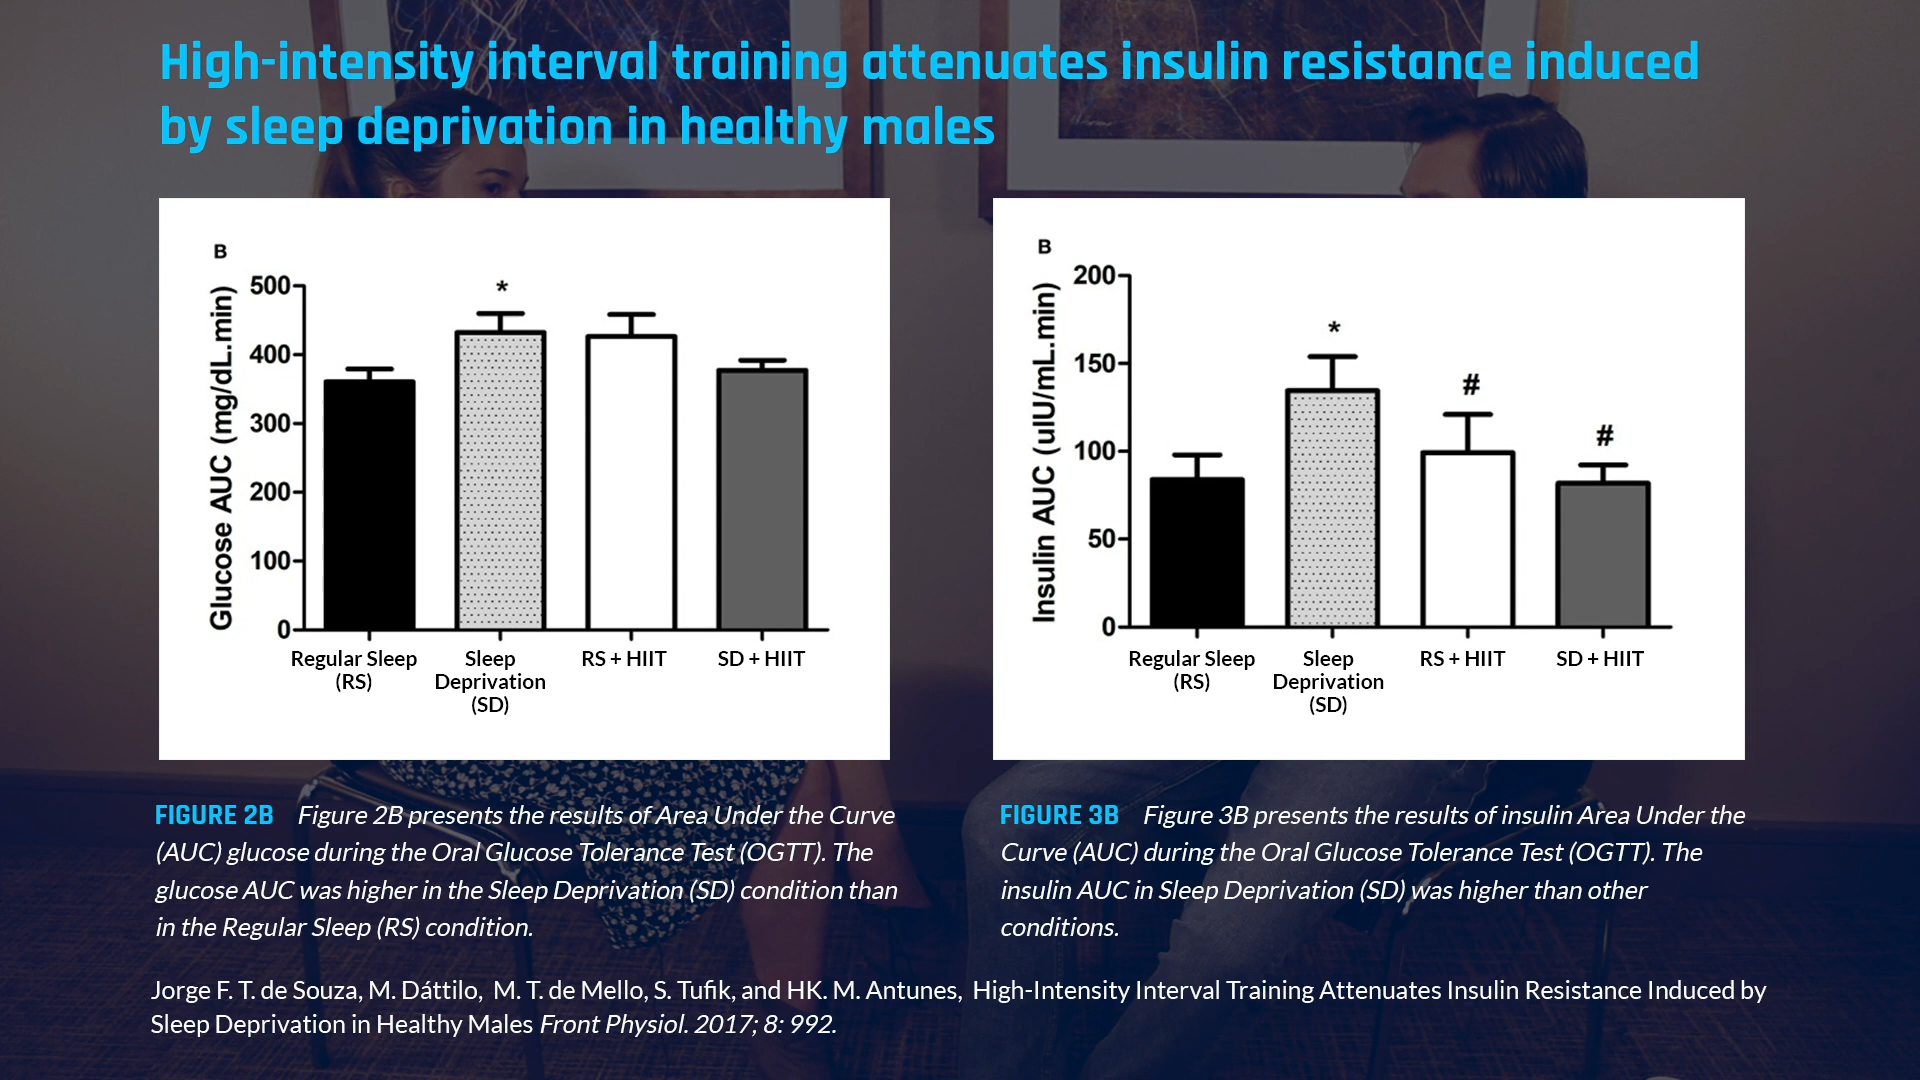 High-intensity interval training attenuates insulin resistance induced
by sleep deprivation in healthy males
B
Glucose AUC (mg/dL.min)
500
400
300
200
100
0
*
Regular Sleep
(RS)
Sleep
Deprivation
(SD)
RS + HIIT
SD + HIIT
B
Insulin AUC (uIU/mL.min)
200
150
100
50
0
*
#
#
Regular Sleep
(RS)
Sleep
Deprivation
(SD)
RS + HIIT
SD + HIIT
FIGURE 2B Figure 2B presents the results of Area Under the Curve
(AUC) glucose during the Oral Glucose Tolerance Test (OGTT). The
glucose AUC was higher in the Sleep Deprivation (SD) condition than
in the Regular Sleep (RS) condition.
FIGURE 3B Figure 3B presents the results of insulin Area Under the
Curve (AUC) during the Oral Glucose Tolerance Test (OGTT). The
insulin AUC in Sleep Deprivation (SD) was higher than other
conditions.
Jorge F. T. de Souza, M. Dáttilo, M. T. de Mello, S. Tufik, and HK. M. Antunes, High-Intensity Interval Training Attenuates Insulin Resistance Induced by
Sleep Deprivation in Healthy Males Front Physiol. 2017; 8: 992.